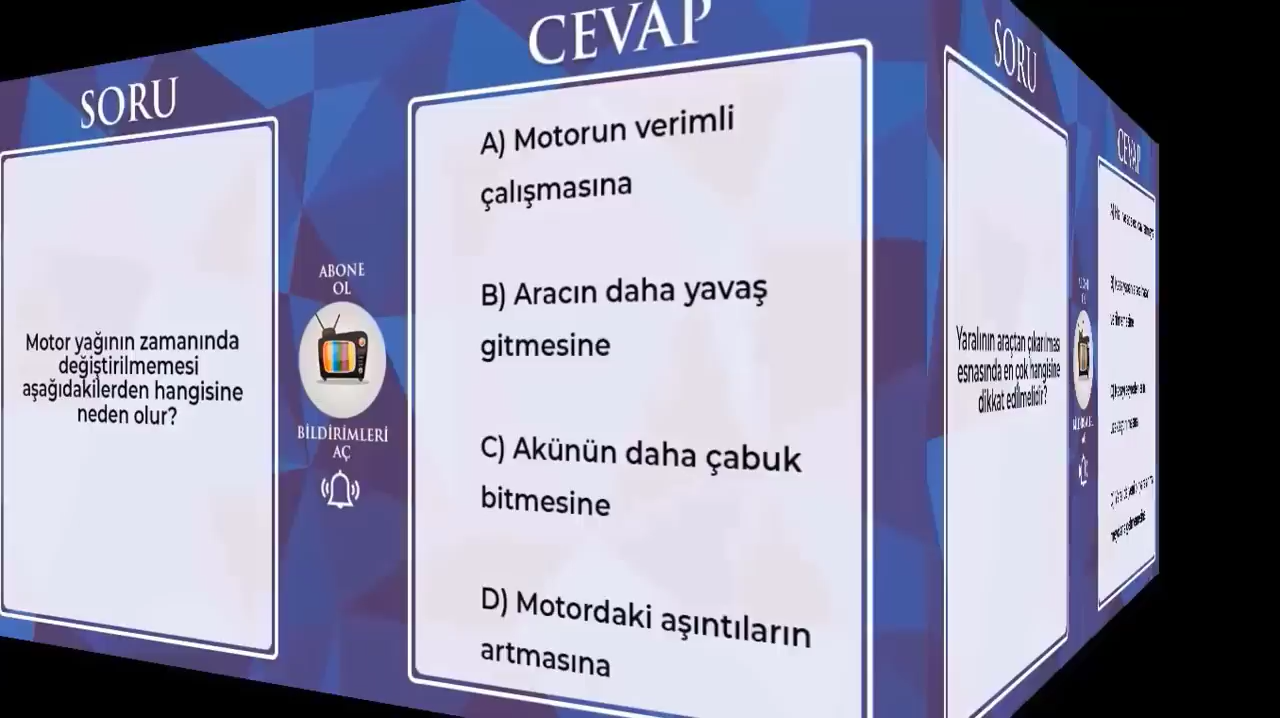 SORU
Motor yağının zamanında
değiştirilmemesi
aşağıdakilerden hangisine
neden olur?
ABONE
OL
BİLDİRİMLERİ
AÇ
CEVAP
A) Motorun verimli
çalışmasına
B) Aracın daha yavaş
gitmesine
C) Akünün daha çabuk
bitmesine
D) Motordaki aşıntıların
artmasına
SORU
Yaralının araçtan çıkarılması
esnasında en çok hangisine
dikkat edilmelidir?
CEVAP